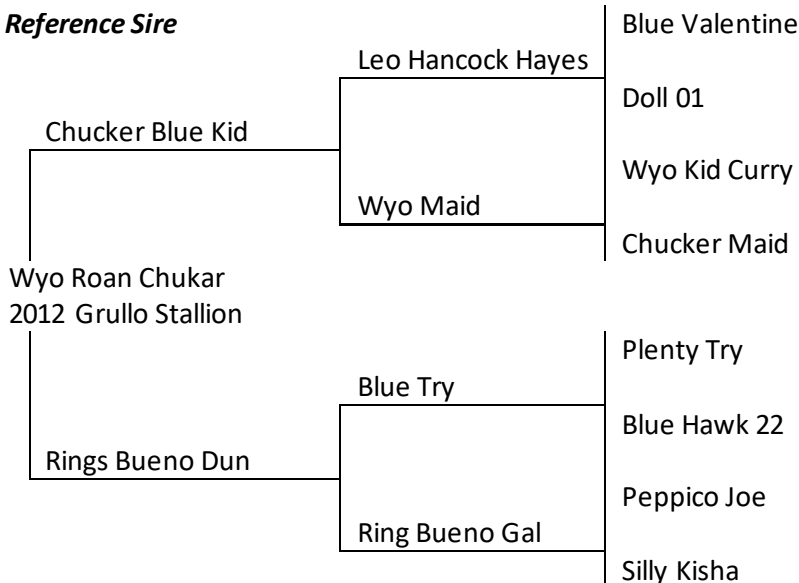 Reference Sire
Blue Valentine
Leo Hancock Hayes
Doll 01
Chucker Blue Kid
Wyo Kid Curry
Wyo Maid
Chucker Maid
Wyo Roan Chukar
2012 Grullo Stallion
Plenty Try
Blue Try
Blue Hawk 22
Rings Bueno Dun
Peppico Joe
Ring Bueno Gal
Silly Kisha